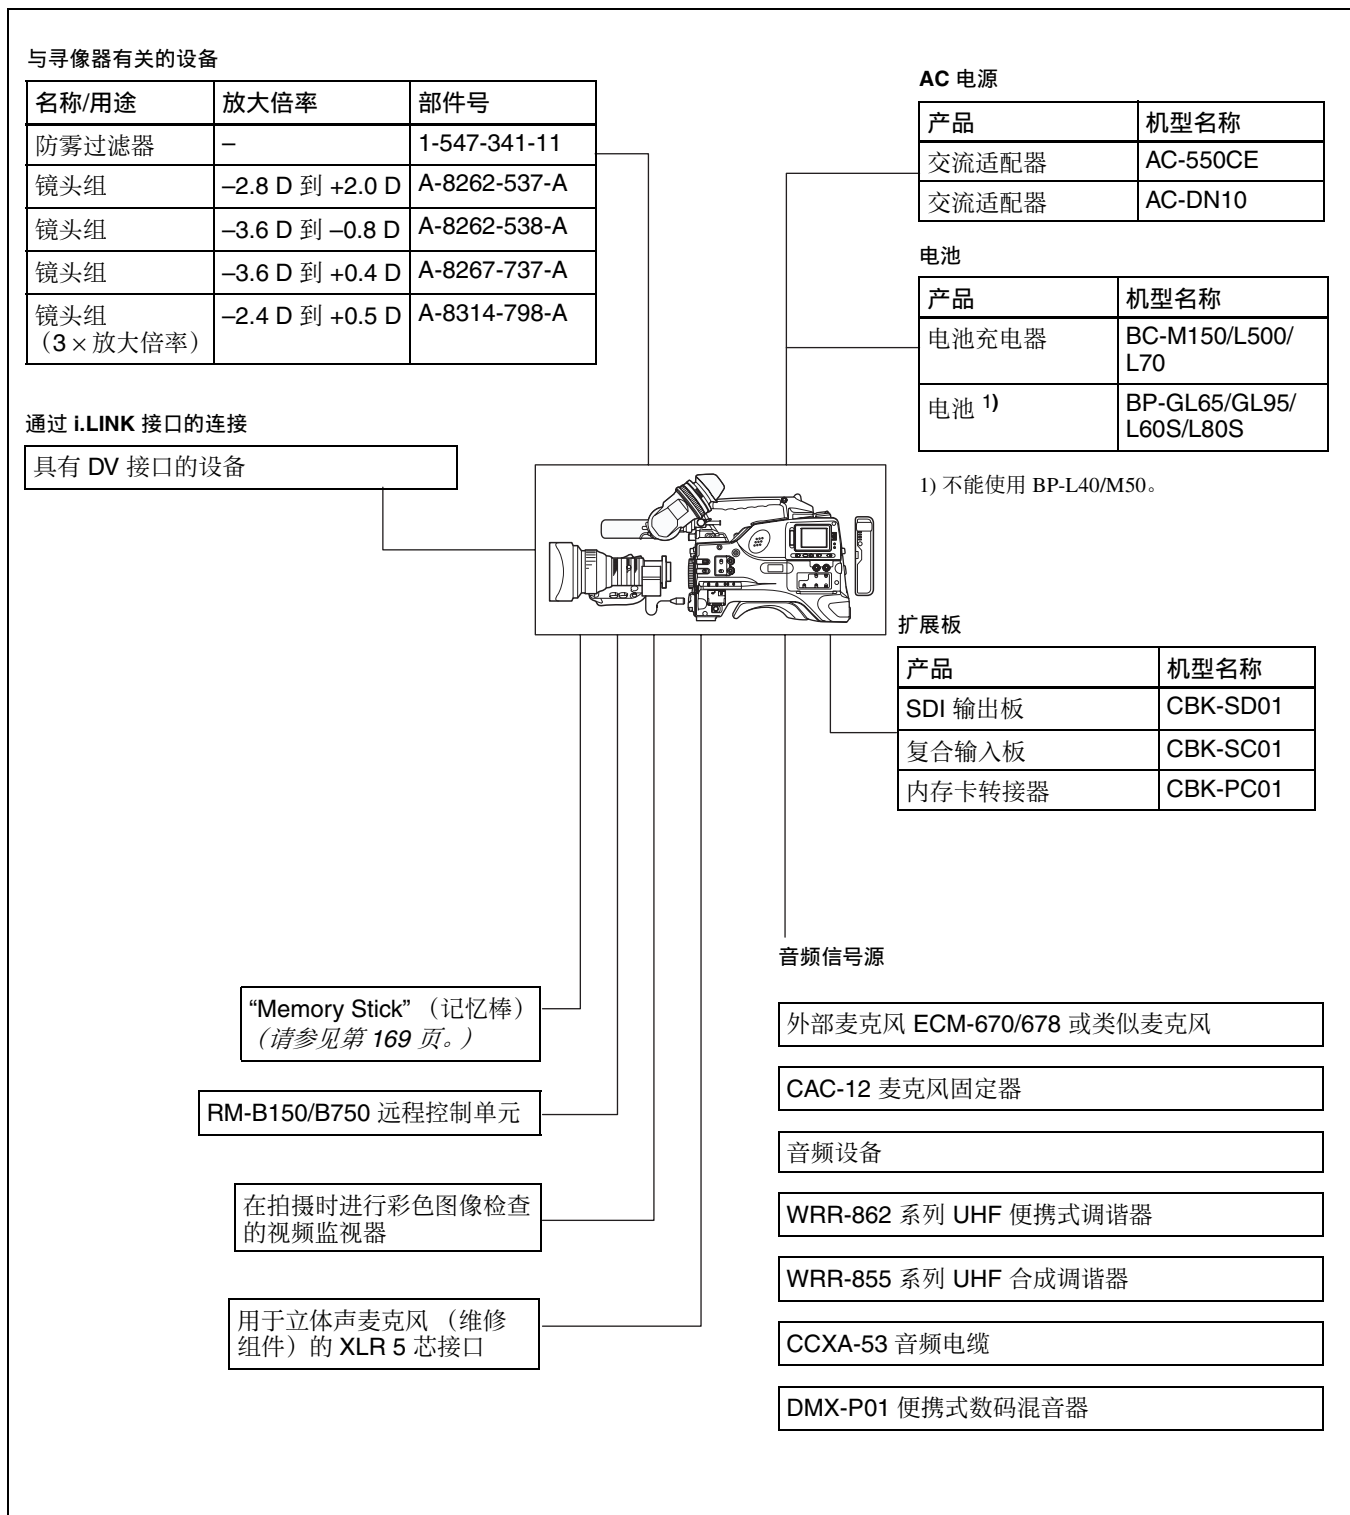 与寻像器有关的设备
名称/用途 放大倍率 部件号
防雾过滤器 – 1-547-341-11
镜头组 –2.8 D 到 +2.0 D A-8262-537-A
镜头组 –3.6 D 到 –0.8 D A-8262-538-A
镜头组 –3.6 D 到 +0.4 D A-8267-737-A
镜头组 –2.4 D 到 +0.5 D A-8314-798-A
（3 × 放大倍率）
通过 i.LINK 接口的连接
具有 DV 接口的设备
AC 电源
产品 机型名称
交流适配器 AC-550CE
交流适配器 AC-DN10
电池
产品 机型名称
电池充电器 BC-M150/L500/
L70
电池 1) BP-GL65/GL95/
L60S/L80S
1) 不能使用 BP-L40/M50。
扩展板
产品 机型名称
SDI 输出板 CBK-SD01
复合输入板 CBK-SC01
内存卡转接器 CBK-PC01
“Memory Stick”（记忆棒）
（请参见第 169 页。）
RM-B150/B750 远程控制单元
在拍摄时进行彩色图像检查
的视频监视器
用于立体声麦克风（维修
组件）的 XLR 5 芯接口
音频信号源
外部麦克风 ECM-670/678 或类似麦克风
CAC-12 麦克风固定器
音频设备
WRR-862 系列 UHF 便携式调谐器
WRR-855 系列 UHF 合成调谐器
CCXA-53 音频电缆
DMX-P01 便携式数码混音器